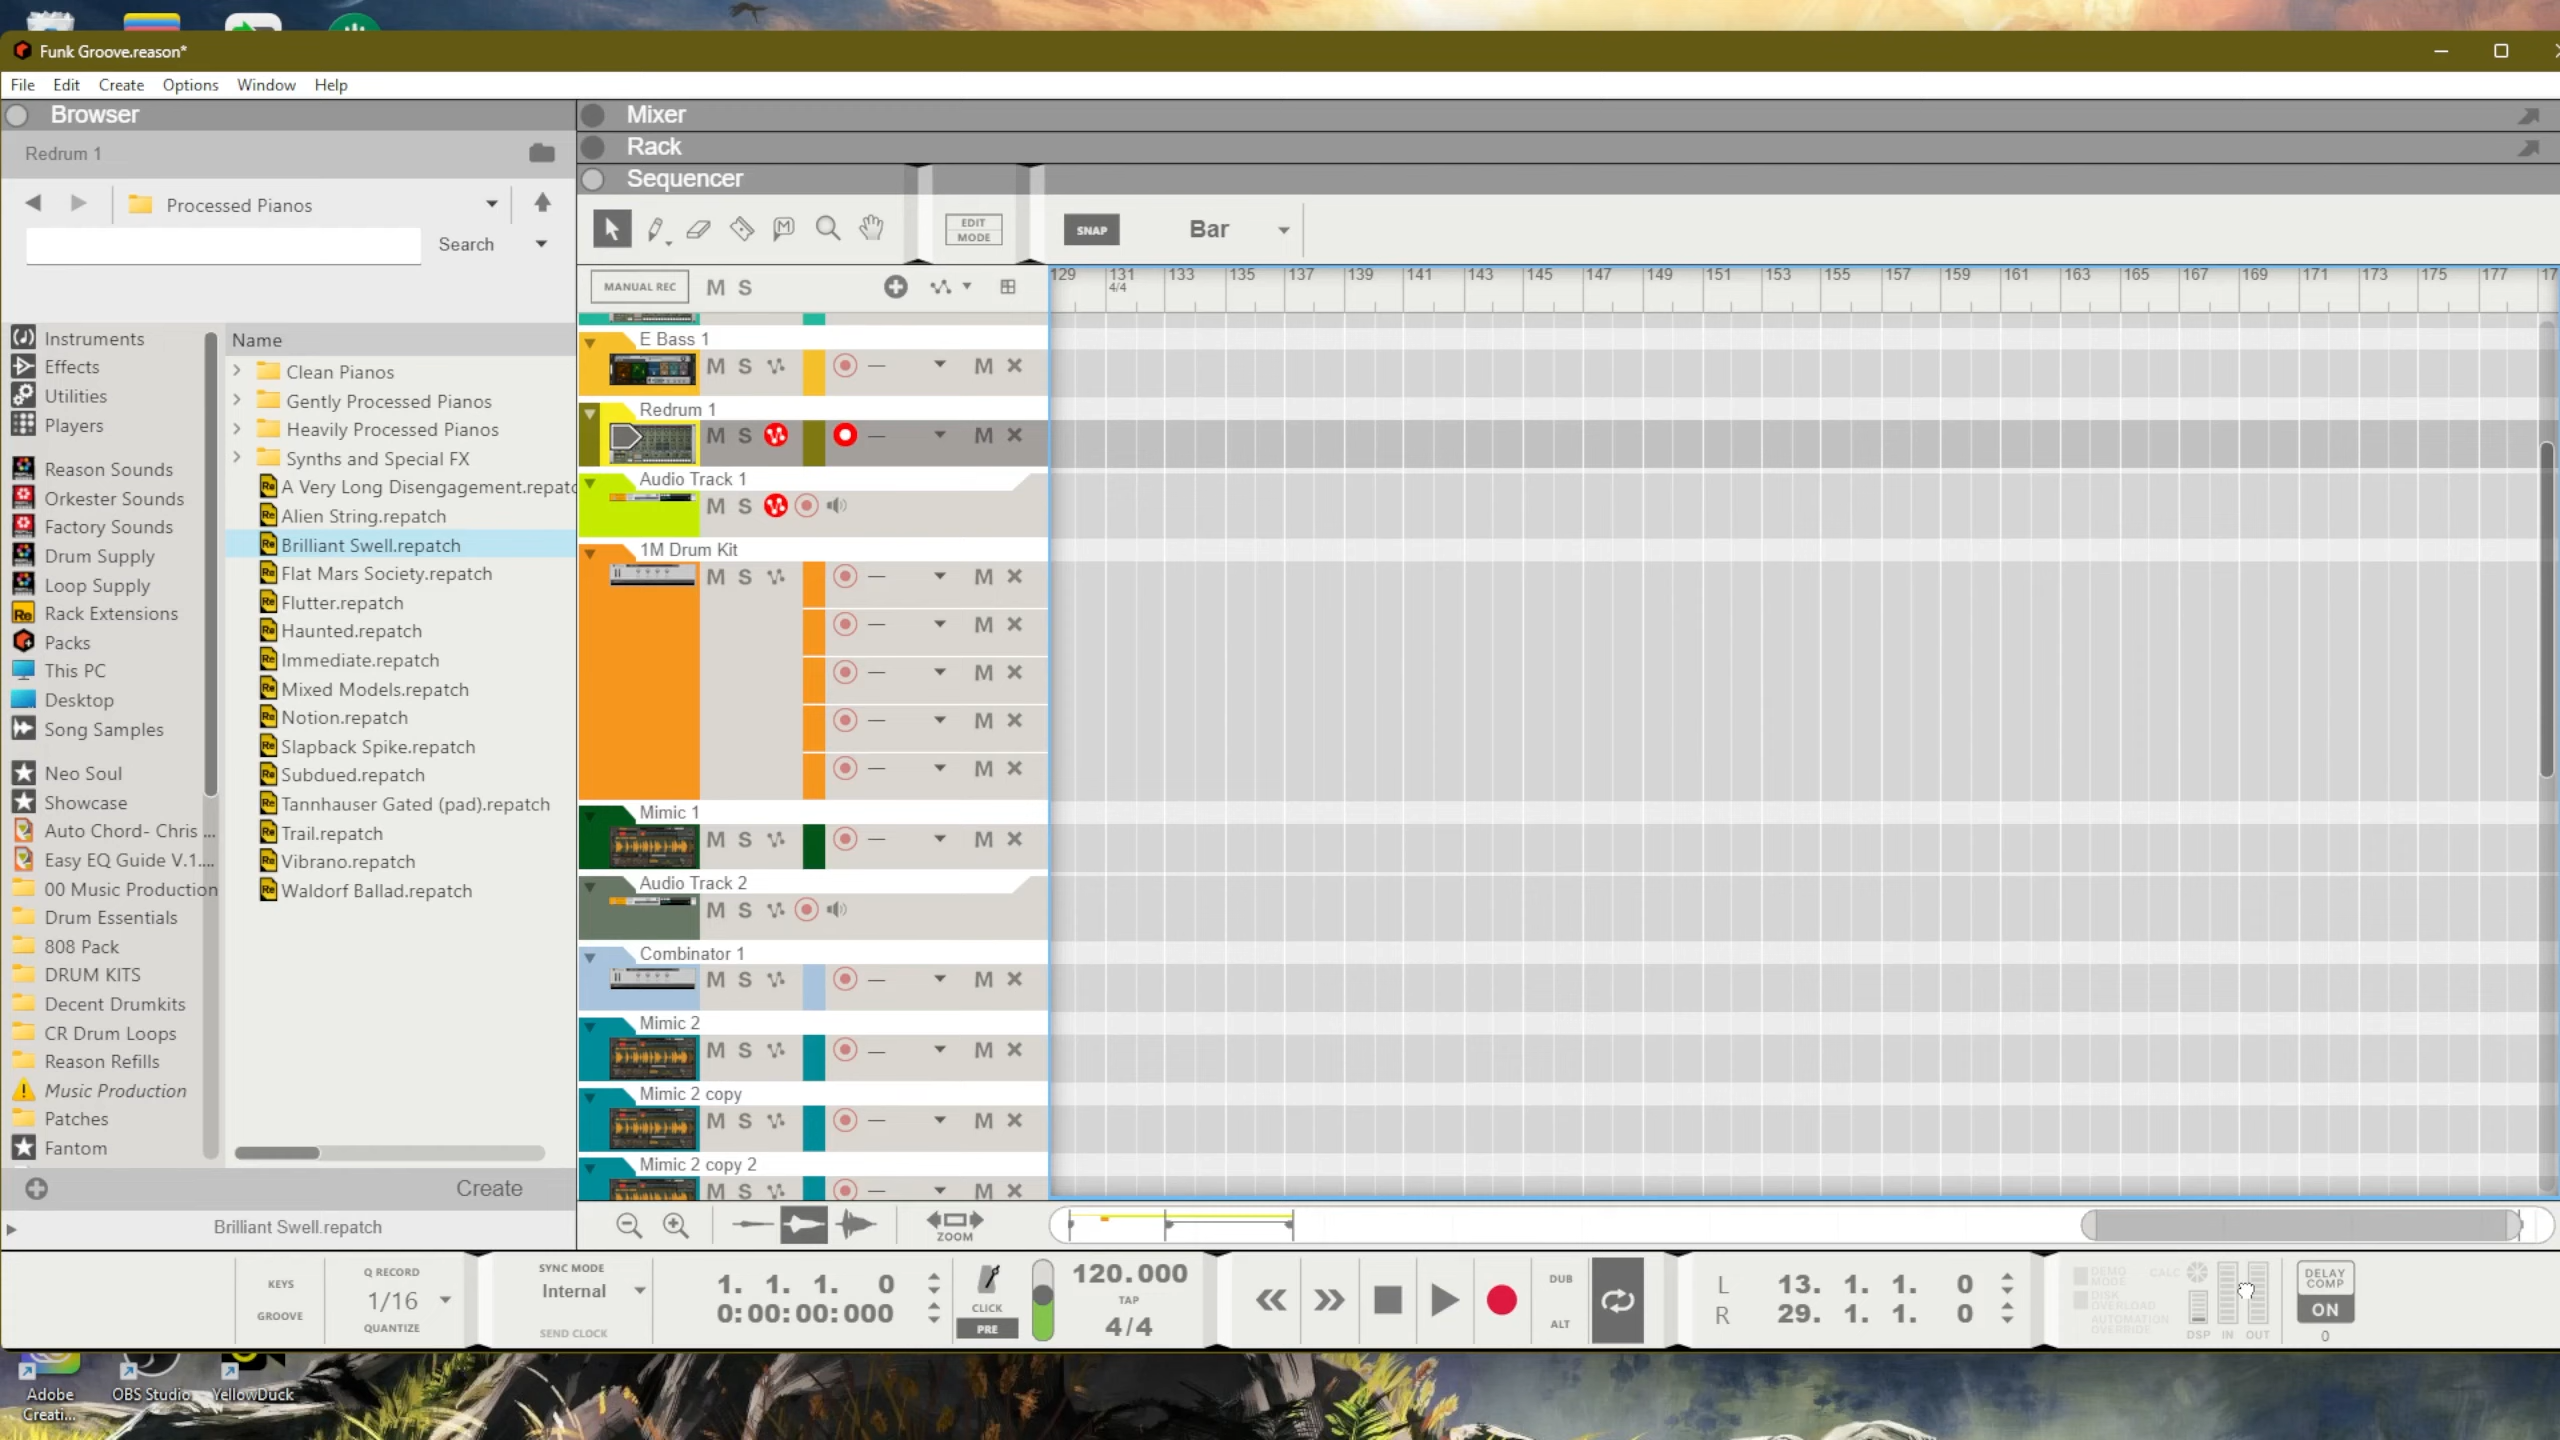 Funk Groove.reason*
File Edit Create Options Window Help
Browser
Mixer
Redrum 1
Rack
Sequencer
Processed Pianos
Search
EDIT MODE
SNAP
Bar
MANUAL REC M S
129 131 133 135 137 139 141 143 145 147 149 151 153 155 157 159 161 163 165 167 169 171 173 175 177 17
4/4
Name
Instruments
Effects
Utilities
Players
Reason Sounds
Orkester Sounds
Factory Sounds
Drum Supply
Loop Supply
Rack Extensions
Packs
This PC
Desktop
Song Samples
Neo Soul
Showcase
Auto Chord- Chris ...
Easy EQ Guide V.1....
00 Music Production
Drum Essentials
808 Pack
DRUM KITS
Decent Drumkits
CR Drum Loops
Reason Refills
Music Production
Patches
Fantom
Clean Pianos
Gently Processed Pianos
Heavily Processed Pianos
Synths and Special FX
A Very Long Disengagement.repatc
Alien String.repatch
Brilliant Swell.repatch
Flat Mars Society.repatch
Flutter.repatch
Haunted.repatch
Immediate.repatch
Mixed Models.repatch
Notion.repatch
Slapback Spike.repatch
Subdued.repatch
Tannhauser Gated (pad).repatch
Trail.repatch
Vibrano.repatch
Waldorf Ballad.repatch
E Bass 1
M S M
Redrum 1
M S M
Audio Track 1
M S
1M Drum Kit
M S M
M
M
M
M
Mimic 1
M S M
Audio Track 2
M S
Combinator 1
M S M
Mimic 2
M S M
Mimic 2 copy
M S M
Mimic 2 copy 2
M S M
Create
Brilliant Swell.repatch
ZOOM
KEYS
GROOVE
Q RECORD
1/16
QUANTIZE
SYNC MODE
Internal
SEND CLOCK
1. 1. 1. 0
0:00:00:000
CLICK
PRE
120.000
TAP
4/4
DUB
ALT
L 13. 1. 1. 0
R 29. 1. 1. 0
DEMO MODE
CALC
DISK OVERLOAD
AUTOMATION OVERRIDE
DSP IN OUT
DELAY COMP
ON
0
Adobe Creati...
OBS Studio
YellowDuck